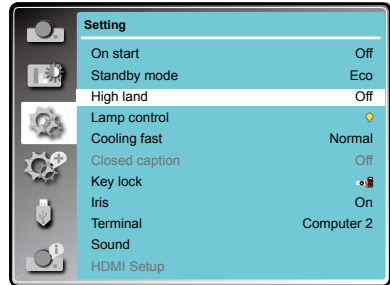 Setting
On start Off
Standby mode Eco
High land Off
Lamp control
Cooling fast Normal
Closed caption Off
Key lock
Iris On
Terminal Computer 2
Sound
HDMI Setup